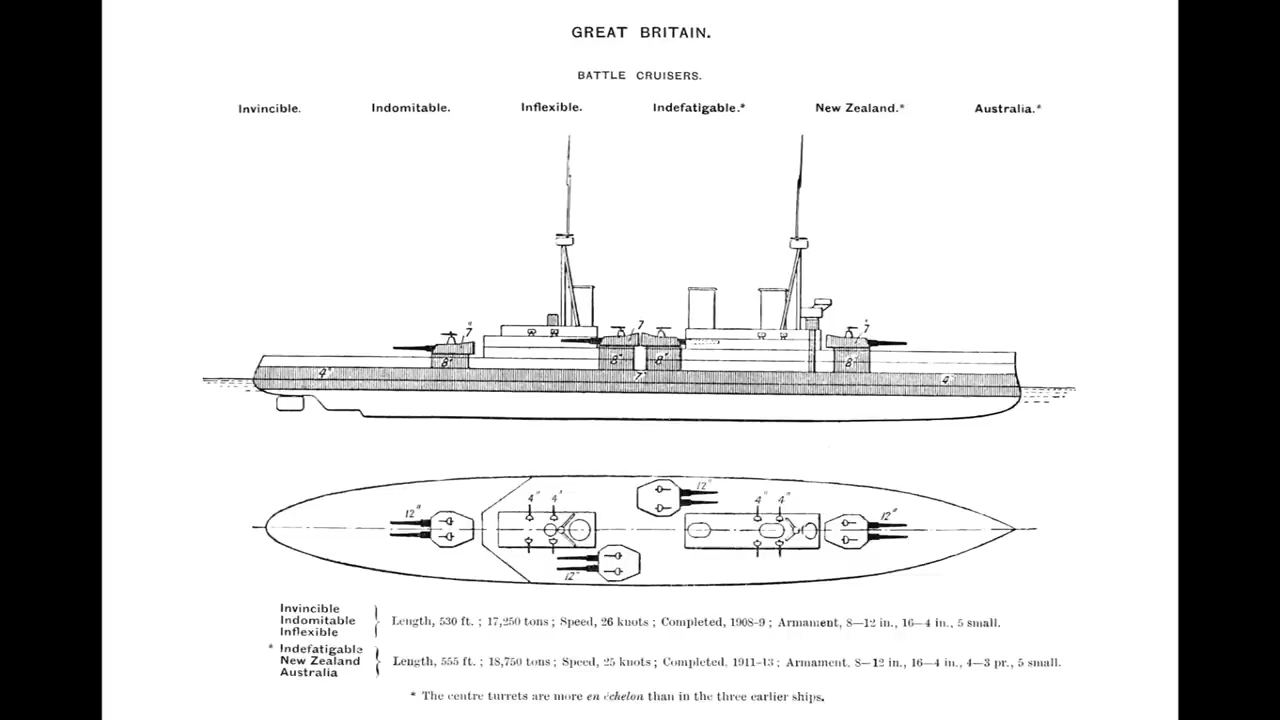 GREAT BRITAIN.
BATTLE CRUISERS.
Invincible. Indomitable. Inflexible. Indefatigable.* New Zealand.* Australia.*
7" 7 7
8" 8" 8" 8"
4" 7" 4"
12"
4" 4" 4" 4"
12" 12"
12"
Invincible
Indomitable
Inflexible
Length, 530 ft. ; 17,250 tons ; Speed, 26 knots ; Completed, 1908-9 ; Armament, 8—12 in., 16—4 in., 5 small.
* Indefatigable
New Zealand
Australia
Length, 555 ft. ; 18,750 tons ; Speed, 25 knots ; Completed, 1911-13 ; Armament, 8—12 in., 16—4 in., 4—3 pr., 5 small.
* The centre turrets are more en échelon than in the three earlier ships.